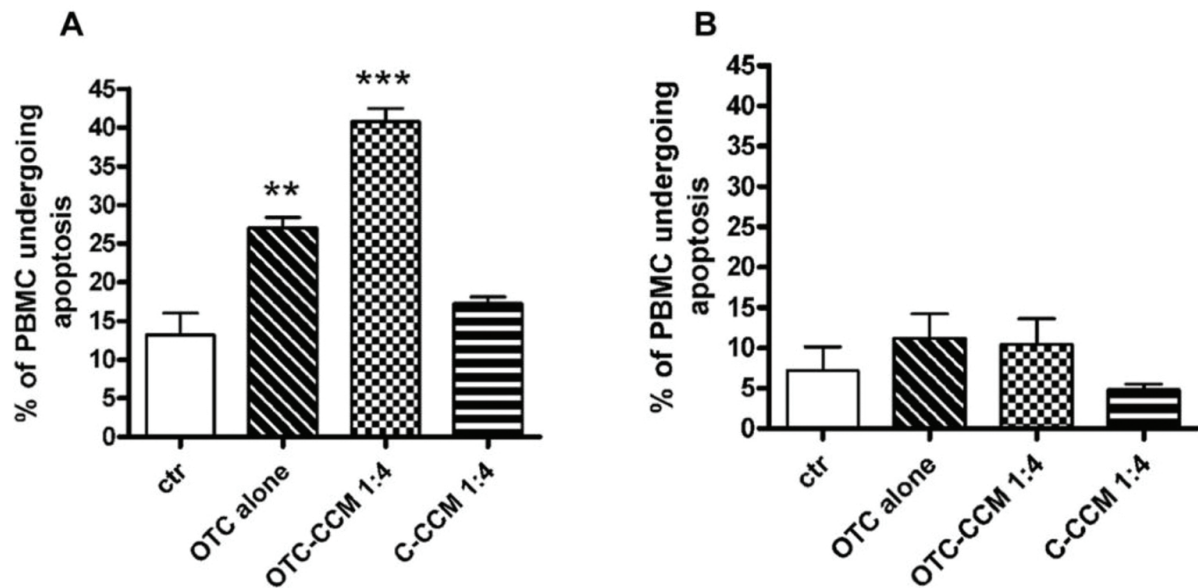 A
% of PBMC undergoing
apoptosis
45
40
35
30
25
20
15
10
5
0
**
***
ctr
OTC alone
OTC-CCM 1:4
C-CCM 1:4
B
% of PBMC undergoing
apoptosis
45
40
35
30
25
20
15
10
5
0
ctr
OTC alone
OTC-CCM 1:4
C-CCM 1:4